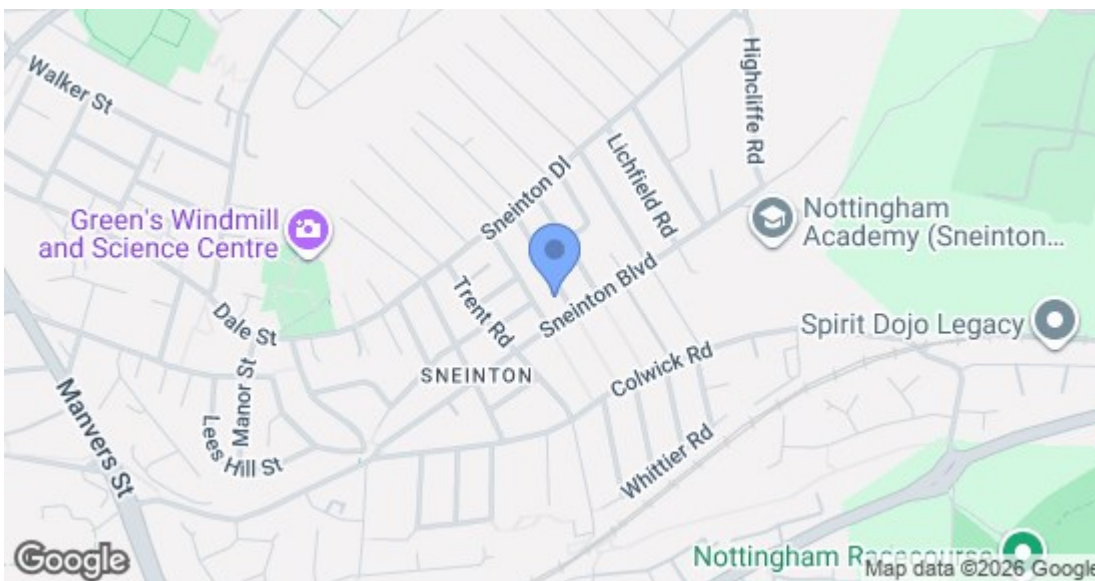 Walker St
Highcliffe Rd
Lichfield Rd
Sneinton Dl
Green's Windmill
and Science Centre
Nottingham
Academy (Sneinton...
Trent Rd
Sneinton Blvd
Dale St
Spirit Dojo Legacy
Manor St
SNEINTON
Colwick Rd
Manvers St
Lees Hill St
Whittier Rd
Google
Nottingham Racecourse
Map data ©2026 Google